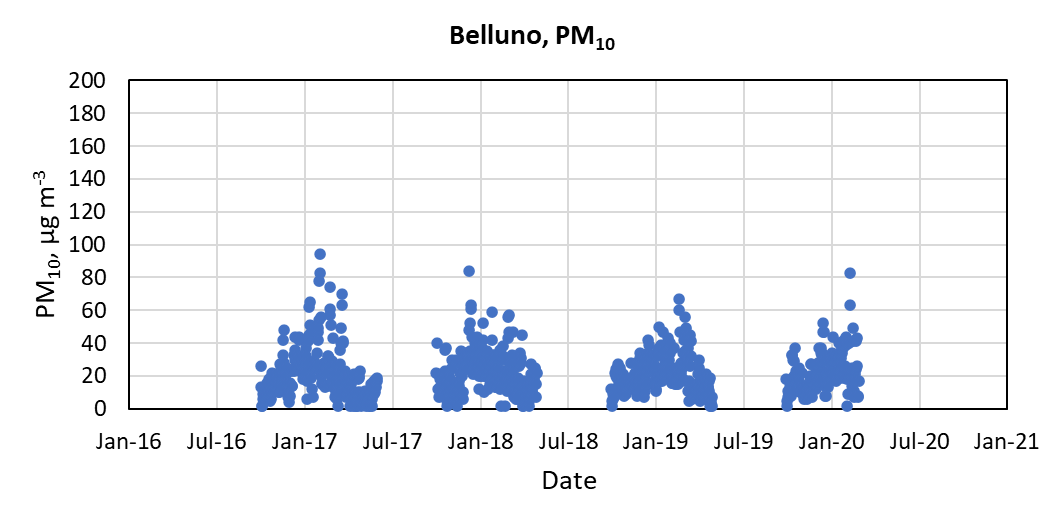 Belluno, PM₁₀
PM₁₀, µg m⁻³
200
180
160
140
120
100
80
60
40
20
0
Jan-16 Jul-16 Jan-17 Jul-17 Jan-18 Jul-18 Jan-19 Jul-19 Jan-20 Jul-20 Jan-21
Date